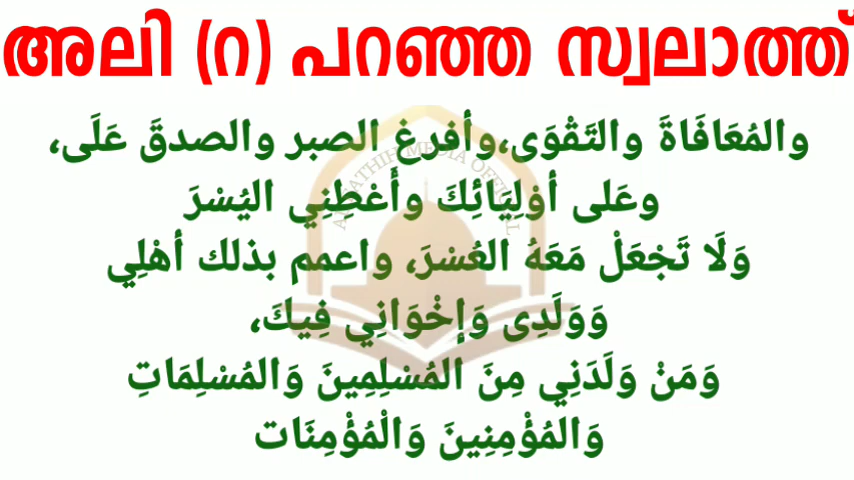 അലി (റ) പറഞ്ഞ സ്വലാത്ത്
والمُعَافَاةَ والتَقْوَى،وأفرغ الصبر والصدقَ عَلَى،
وعَلى أوْلِيَائِكَ وأَعْطِنِي اليُسْرَ
وَلَا تَجْعَلْ مَعَهُ العُسْرَ، واعمم بذلك أهْلِي
وَوَلَدِى وَإِخْوَانِي فِيكَ،
وَمَنْ وَلَدَنِي مِنَ المُسْلِمِينَ وَالمُسْلِمَاتِ
وَالمُؤْمِنِينَ وَالْمُؤْمِنَات